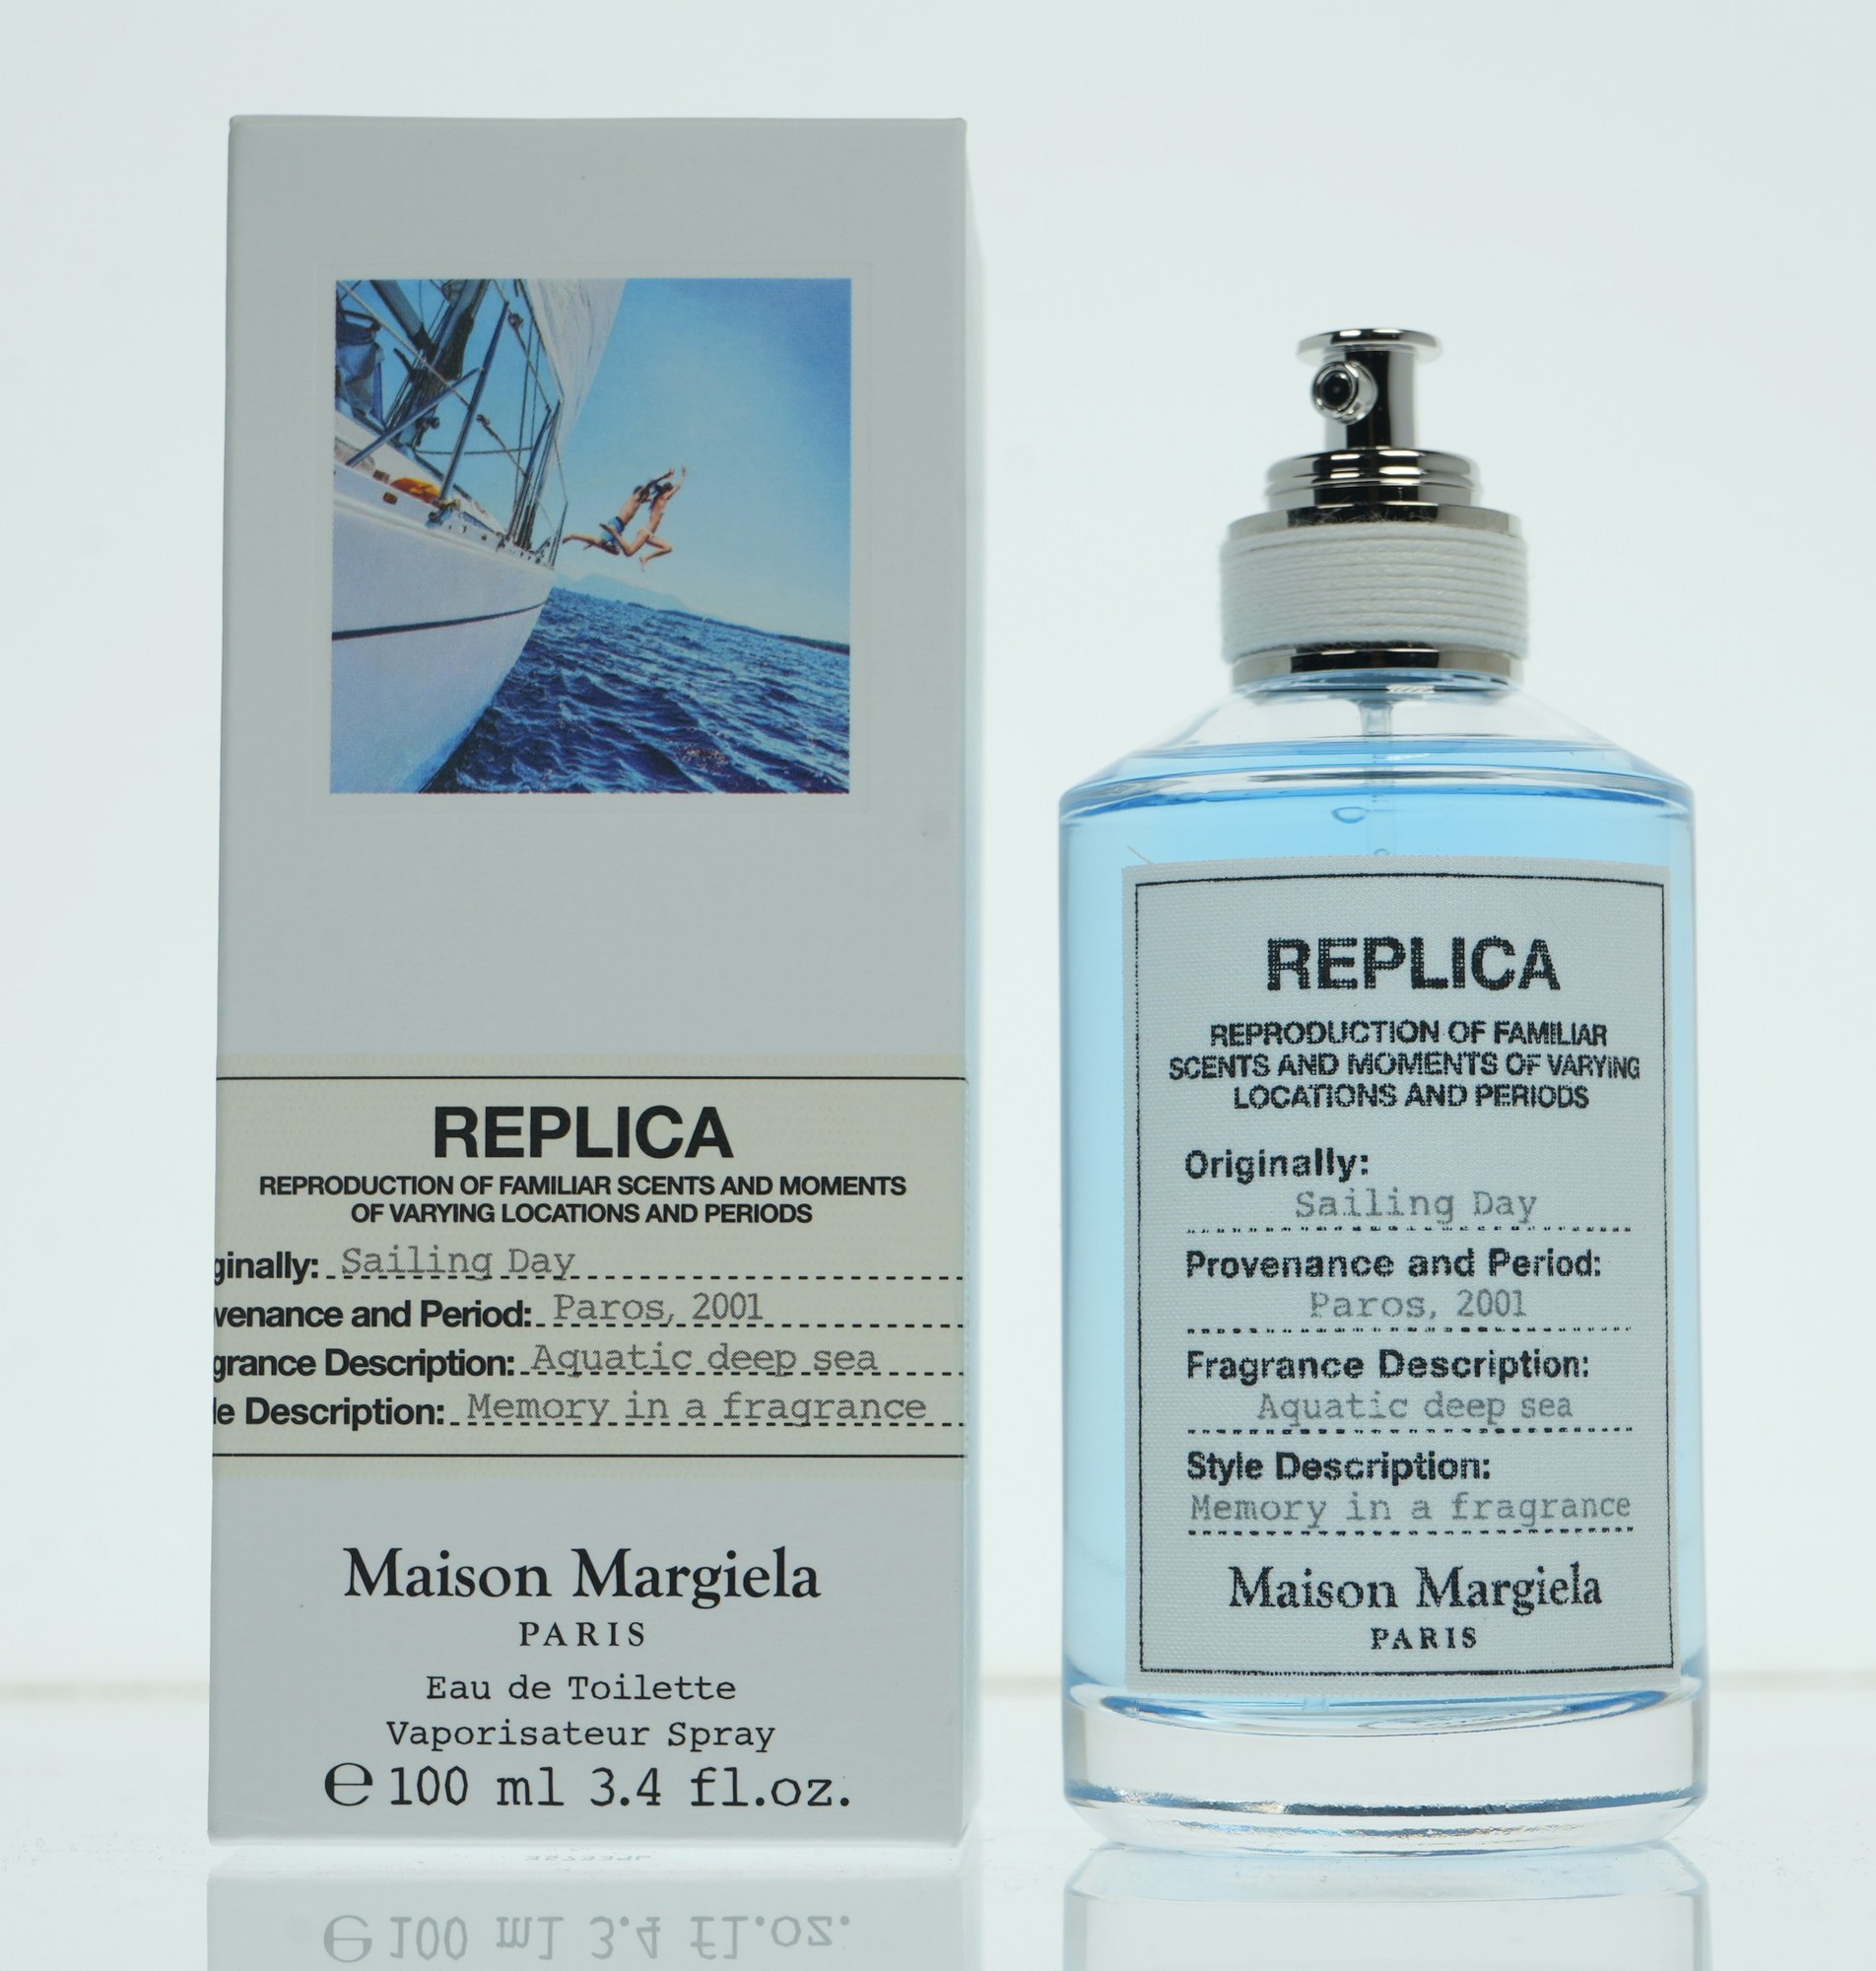 REPLICA
REPRODUCTION OF FAMILIAR SCENTS AND MOMENTS
OF VARYING LOCATIONS AND PERIODS
ginally: Sailing Day
venance and Period: Paros, 2001
grance Description: Aquatic deep sea
le Description: Memory in a fragrance
Maison Margiela
PARIS
Eau de Toilette
Vaporisateur Spray
℮ 100 ml 3.4 fl.oz.
REPLICA
REPRODUCTION OF FAMILIAR
SCENTS AND MOMENTS OF VARYING
LOCATIONS AND PERIODS
Originally:
Sailing Day
Provenance and Period:
Paros, 2001
Fragrance Description:
Aquatic deep sea
Style Description:
Memory in a fragrance
Maison Margiela
PARIS